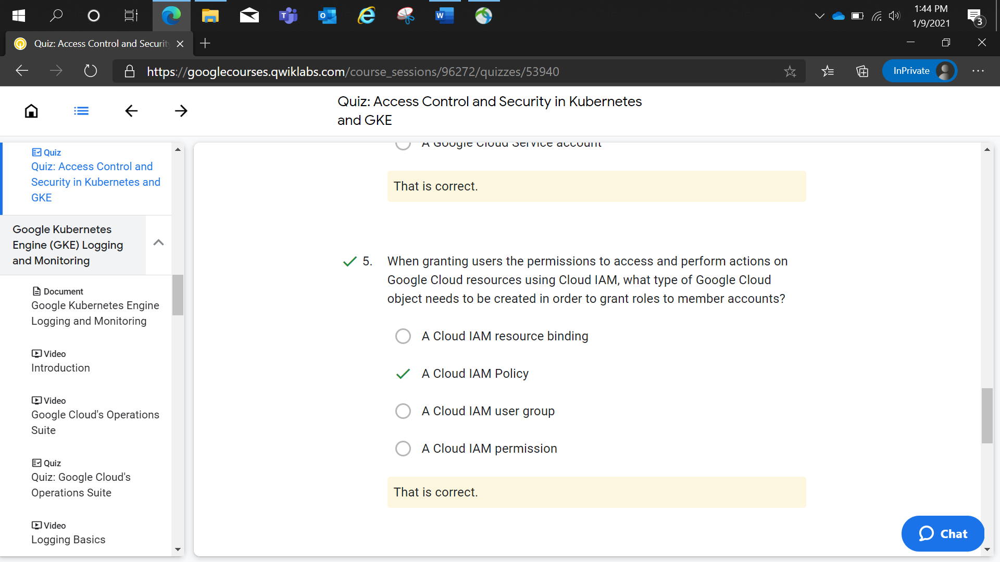 1:44 PM
1/9/2021
3
Quiz: Access Control and Securit
https://googlecourses.qwiklabs.com/course_sessions/96272/quizzes/53940
InPrivate
Quiz: Access Control and Security in Kubernetes
and GKE
Quiz
Quiz: Access Control and
Security in Kubernetes and
GKE
Google Kubernetes
Engine (GKE) Logging
and Monitoring
Document
Google Kubernetes Engine
Logging and Monitoring
Video
Introduction
Video
Google Cloud's Operations
Suite
Quiz
Quiz: Google Cloud's
Operations Suite
Video
Logging Basics
A Google Cloud Service account
That is correct.
5. When granting users the permissions to access and perform actions on
Google Cloud resources using Cloud IAM, what type of Google Cloud
object needs to be created in order to grant roles to member accounts?
A Cloud IAM resource binding
A Cloud IAM Policy
A Cloud IAM user group
A Cloud IAM permission
That is correct.
Chat